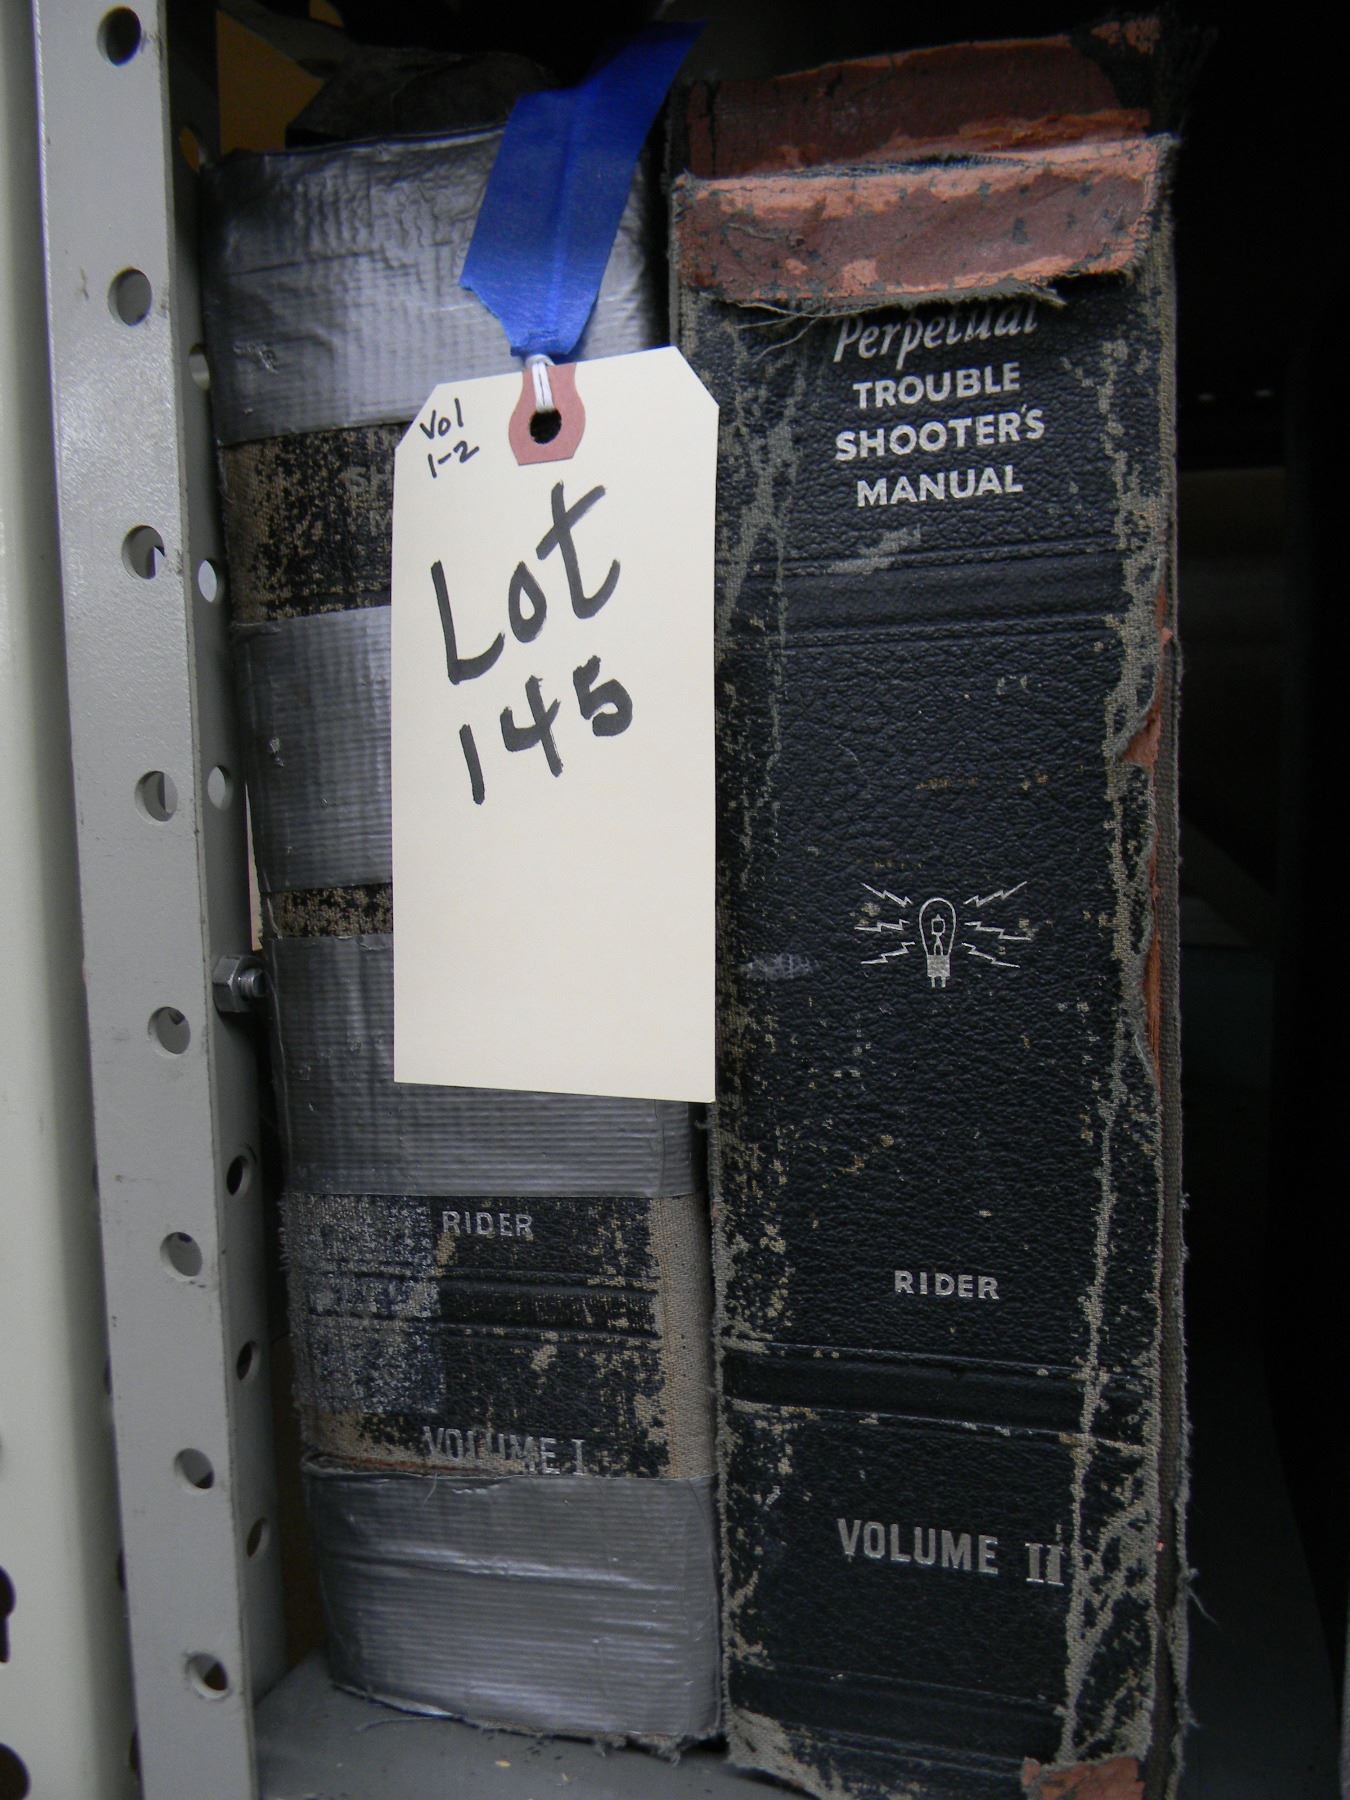 Vol
1-2
Lot
145
RIDER
VOLUME I
Perpetual
TROUBLE
SHOOTER'S
MANUAL
RIDER
VOLUME II